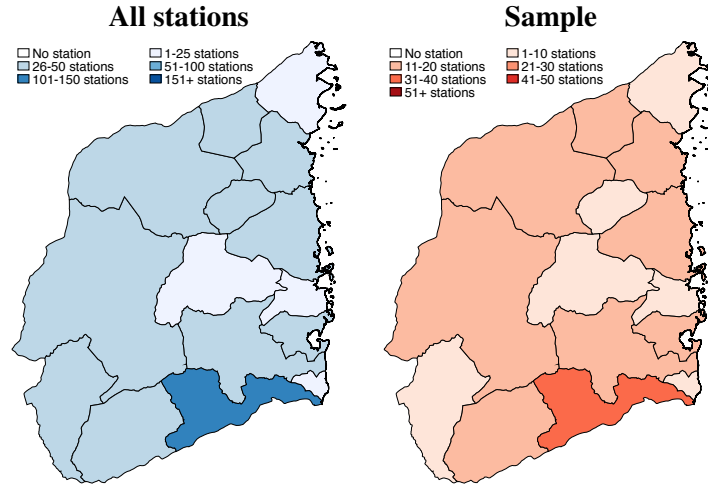 All stations
No station
1-25 stations
26-50 stations
51-100 stations
101-150 stations
151+ stations
Sample
No station
1-10 stations
11-20 stations
21-30 stations
31-40 stations
41-50 stations
51+ stations